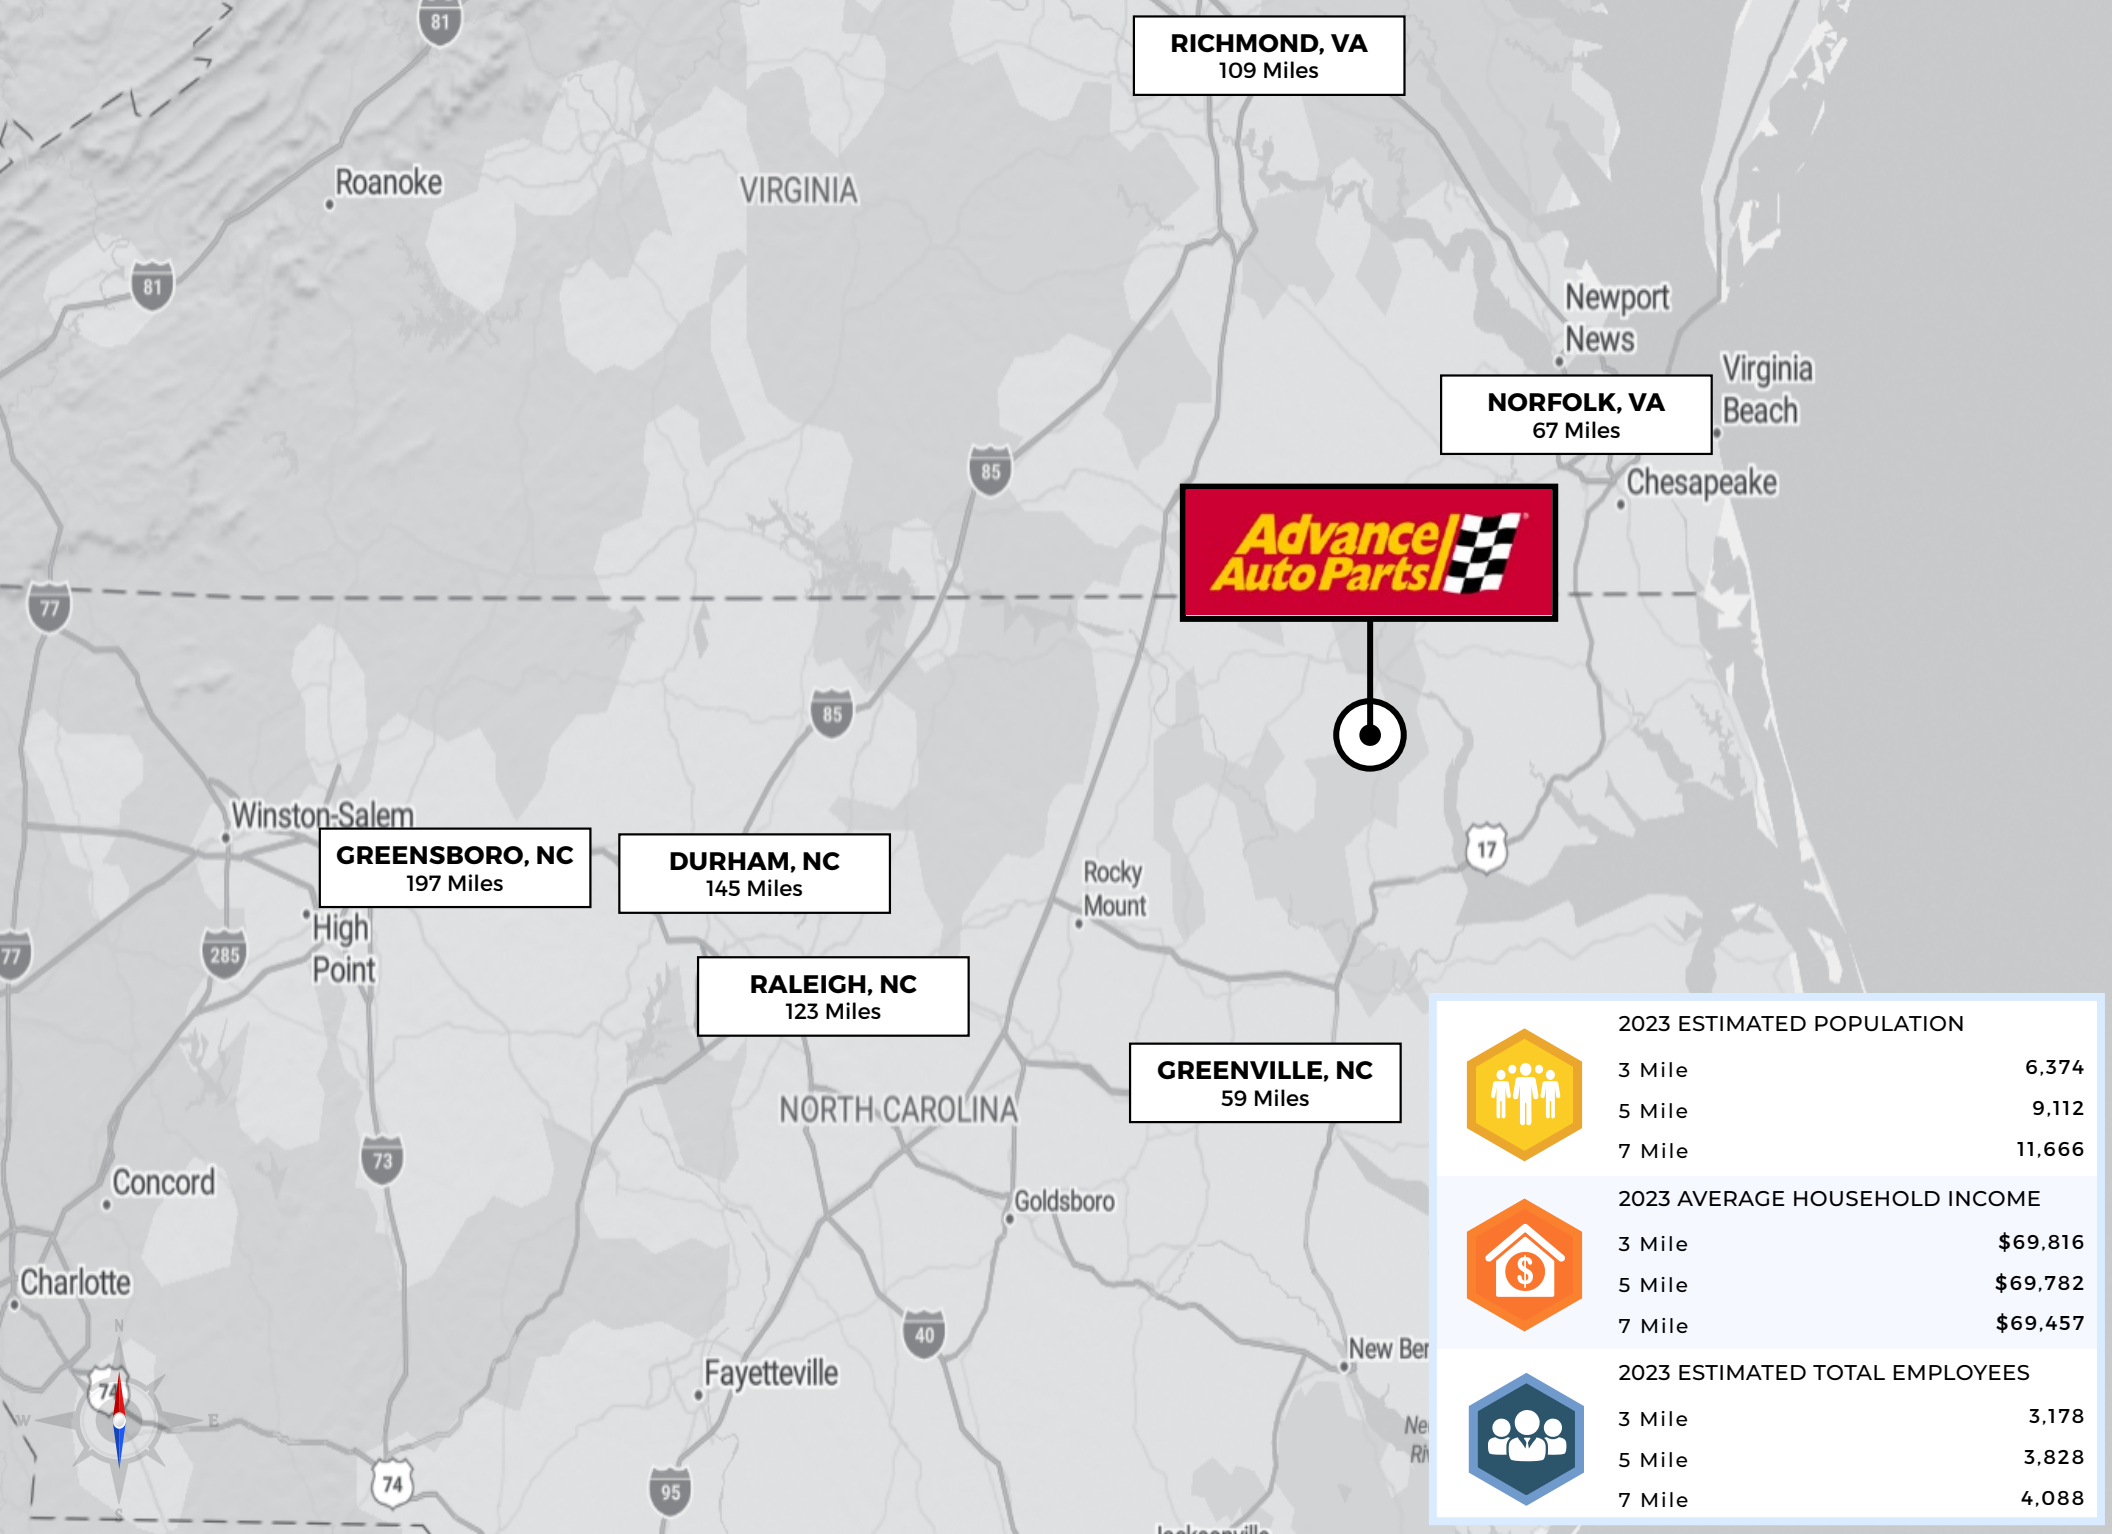 81
RICHMOND, VA
109 Miles
Roanoke
VIRGINIA
81
Newport
News
Virginia
Beach
NORFOLK, VA
67 Miles
85
Chesapeake
Advance
Auto Parts
77
85
Winston-Salem
GREENSBORO, NC
197 Miles
DURHAM, NC
145 Miles
17
Rocky
Mount
High
Point
77
285
RALEIGH, NC
123 Miles
GREENVILLE, NC
59 Miles
NORTH CAROLINA
73
Concord
Goldsboro
Charlotte
40
New Ber
Fayetteville
N
74
W
E
S
Ne
Ri
74
95
2023 ESTIMATED POPULATION
3 Mile 6,374
5 Mile 9,112
7 Mile 11,666
2023 AVERAGE HOUSEHOLD INCOME
3 Mile $69,816
5 Mile $69,782
7 Mile $69,457
$
2023 ESTIMATED TOTAL EMPLOYEES
3 Mile 3,178
5 Mile 3,828
7 Mile 4,088